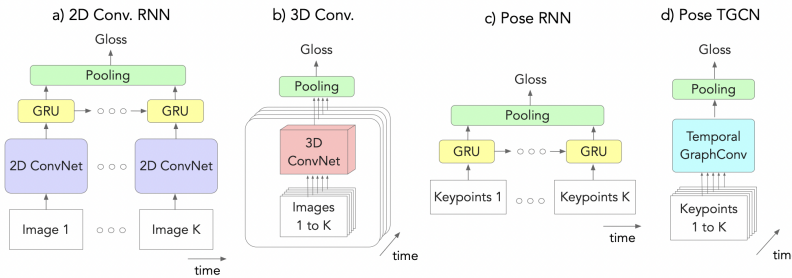 a) 2D Conv. RNN
Gloss
Pooling
GRU
GRU
2D ConvNet
2D ConvNet
Image 1
Image K
time
b) 3D Conv.
Gloss
Pooling
3D
ConvNet
Images
1 to K
time
c) Pose RNN
Gloss
Pooling
GRU
GRU
Keypoints 1
Keypoints K
time
d) Pose TGCN
Gloss
Pooling
Temporal
GraphConv
Keypoints
1 to K
time